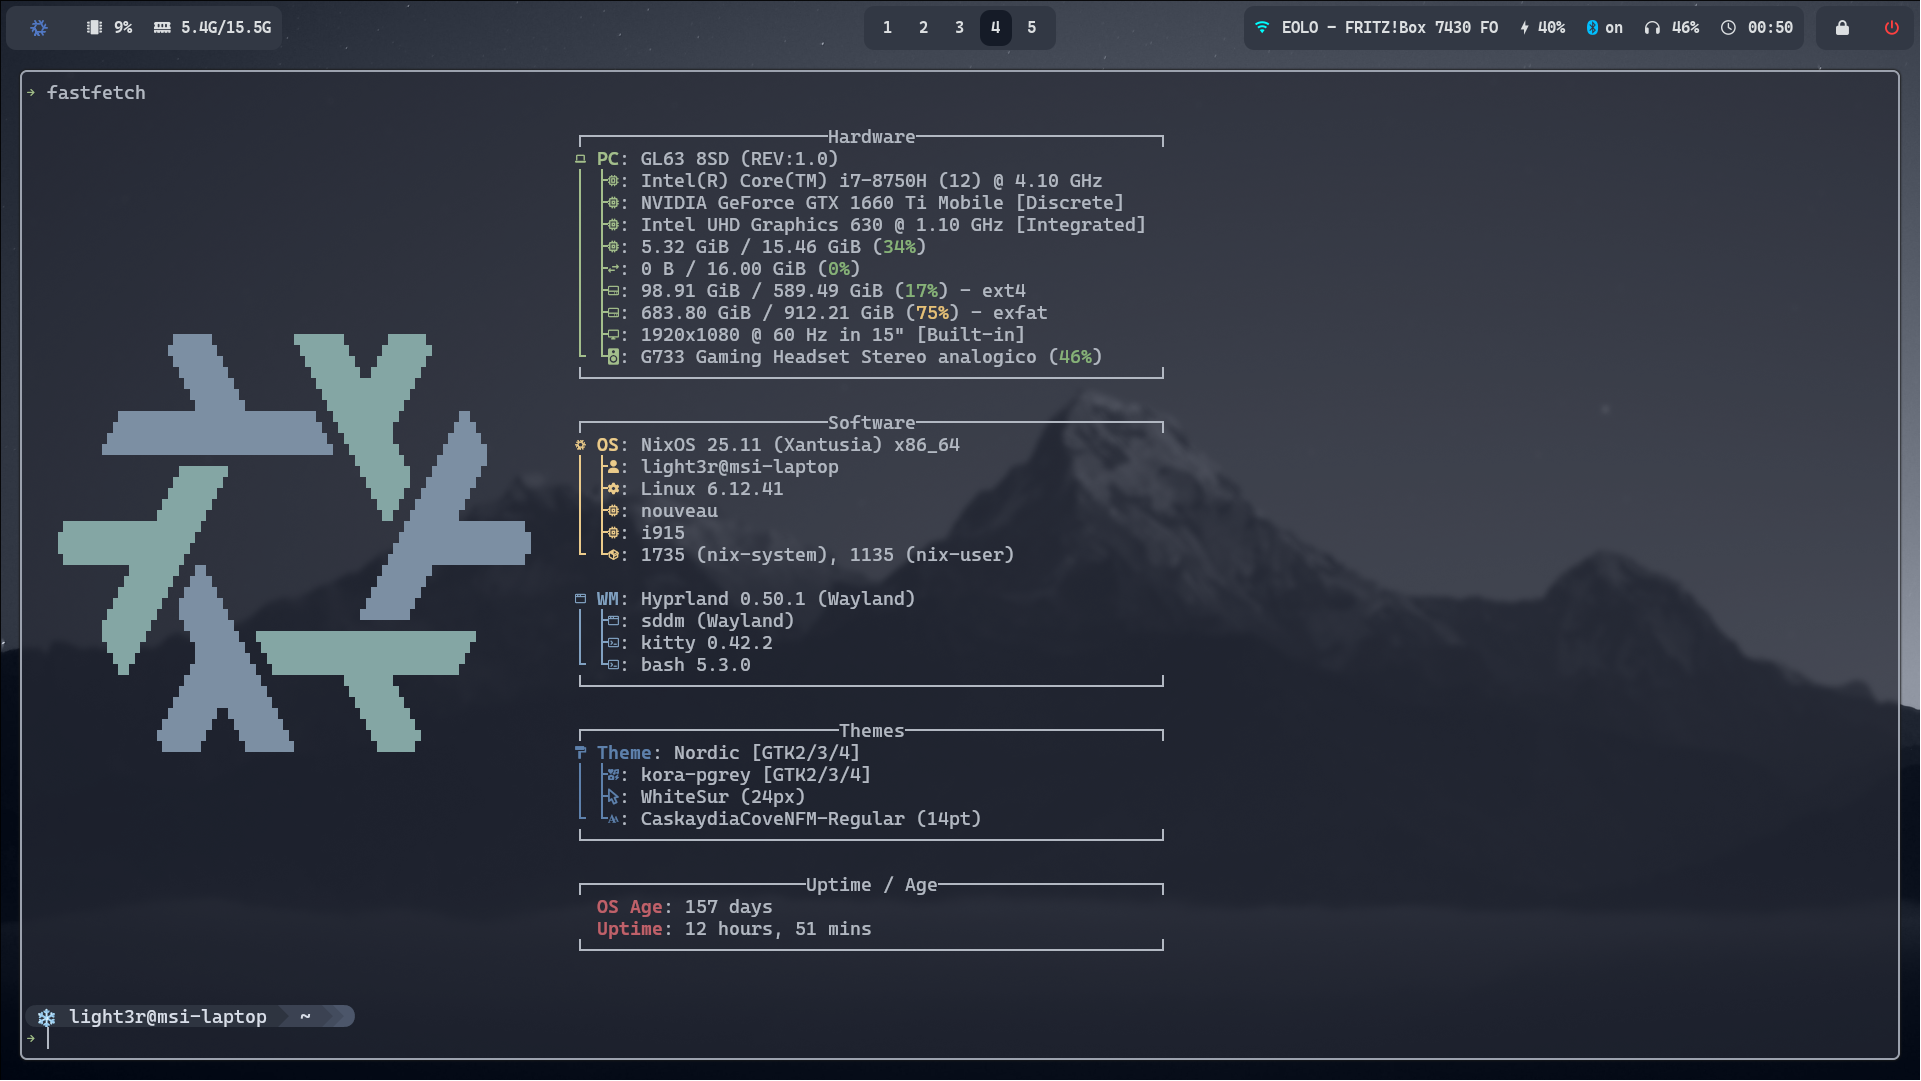 9% 5.4G/15.5G
1 2 3 4 5
EOLO - FRITZ!Box 7430 FO 40% on 46% 00:50
fastfetch
Hardware
PC: GL63 8SD (REV:1.0)
: Intel(R) Core(TM) i7-8750H (12) @ 4.10 GHz
: NVIDIA GeForce GTX 1660 Ti Mobile [Discrete]
: Intel UHD Graphics 630 @ 1.10 GHz [Integrated]
: 5.32 GiB / 15.46 GiB (34%)
: 0 B / 16.00 GiB (0%)
: 98.91 GiB / 589.49 GiB (17%) - ext4
: 683.80 GiB / 912.21 GiB (75%) - exfat
: 1920x1080 @ 60 Hz in 15" [Built-in]
: G733 Gaming Headset Stereo analogico (46%)
Software
OS: NixOS 25.11 (Xantusia) x86_64
: light3r@msi-laptop
: Linux 6.12.41
: nouveau
: i915
: 1735 (nix-system), 1135 (nix-user)
WM: Hyprland 0.50.1 (Wayland)
: sddm (Wayland)
: kitty 0.42.2
: bash 5.3.0
Themes
Theme: Nordic [GTK2/3/4]
: kora-pgrey [GTK2/3/4]
: WhiteSur (24px)
: CaskaydiaCoveNFM-Regular (14pt)
Uptime / Age
OS Age: 157 days
Uptime: 12 hours, 51 mins
light3r@msi-laptop ~